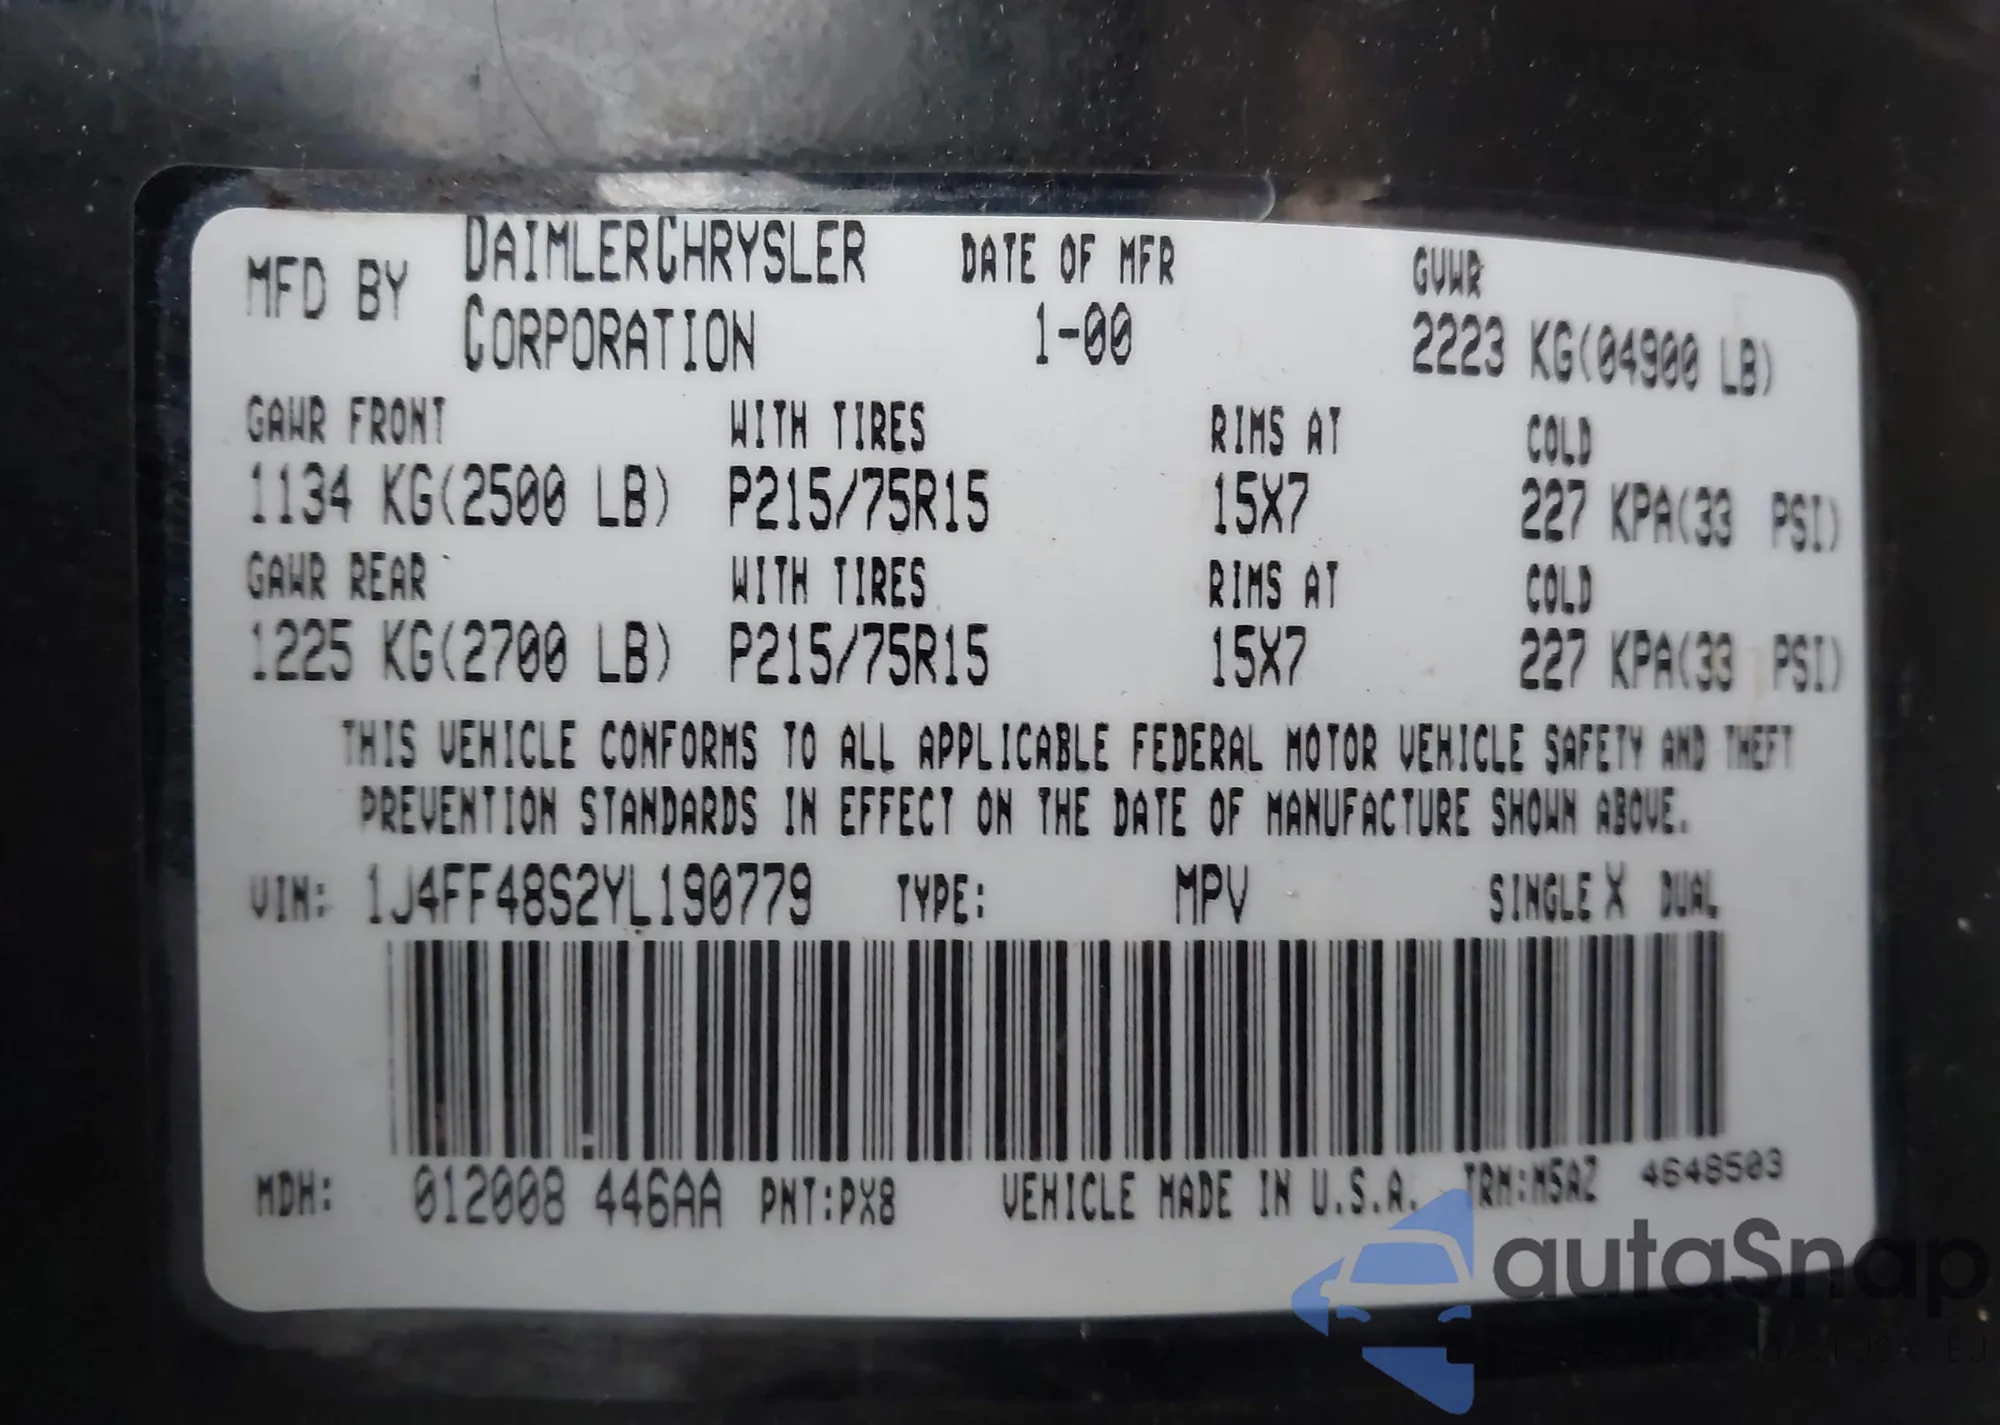 MFD BY DAIMLERCHRYSLER CORPORATION DATE OF MFR 1-00 GVWR 2223 KG(04900 LB)
GAWR FRONT WITH TIRES RIMS AT COLD
1134 KG(2500 LB) P215/75R15 15X7 227 KPA(33 PSI)
GAWR REAR WITH TIRES RIMS AT COLD
1225 KG(2700 LB) P215/75R15 15X7 227 KPA(33 PSI)
THIS VEHICLE CONFORMS TO ALL APPLICABLE FEDERAL MOTOR VEHICLE SAFETY AND THEFT
PREVENTION STANDARDS IN EFFECT ON THE DATE OF MANUFACTURE SHOWN ABOVE.
VIN: 1J4FF48S2YL190779 TYPE: MPV SINGLE X DUAL
MDH: 012008 446AA PNT:PX8 VEHICLE MADE IN U.S.A. TRM:M5AZ 4648503
autaSnap